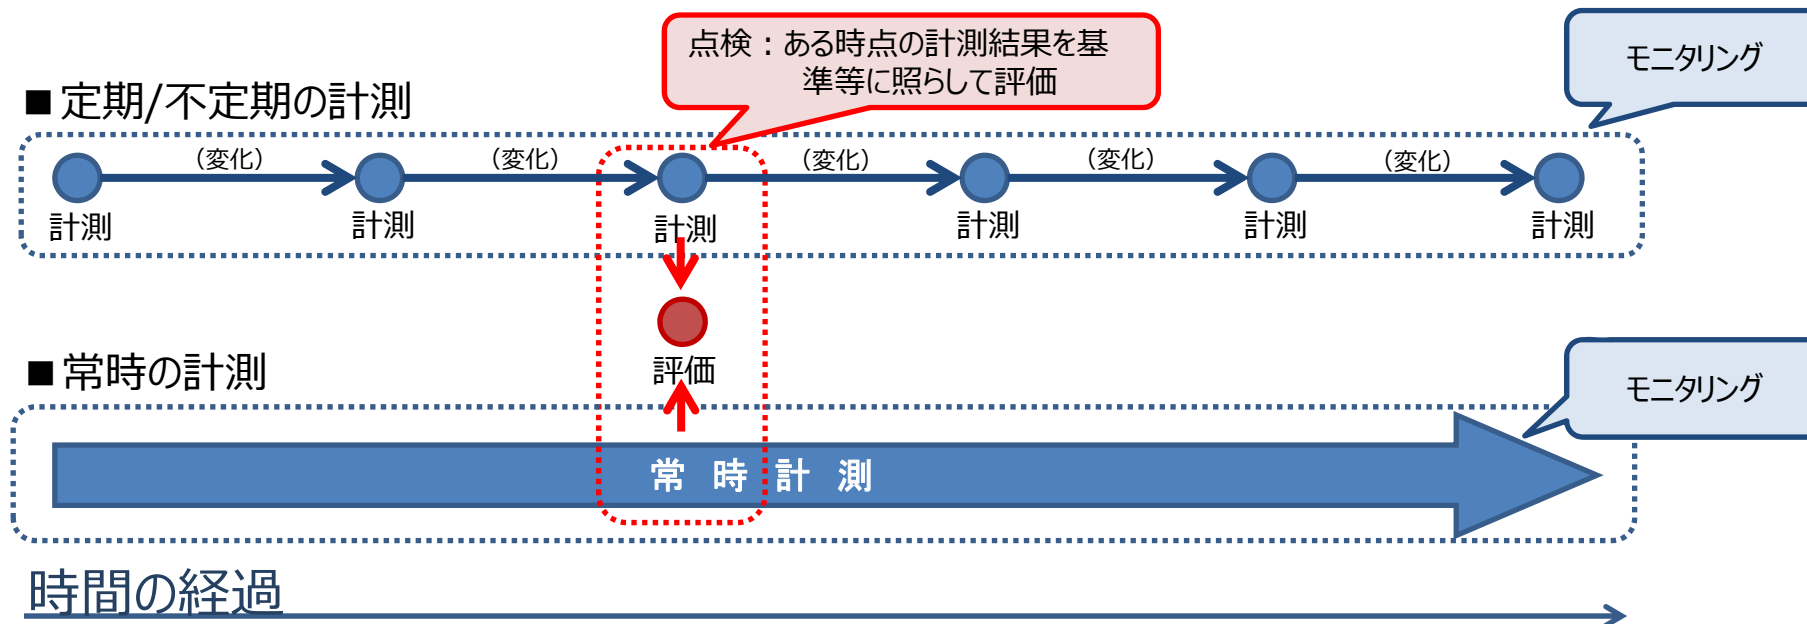 点検：ある時点の計測結果を基
準等に照らして評価
モニタリング
■定期/不定期の計測
（変化） （変化） （変化） （変化） （変化）
計測 計測 計測 計測 計測 計測
評価
■常時の計測
モニタリング
常時計測
時間の経過